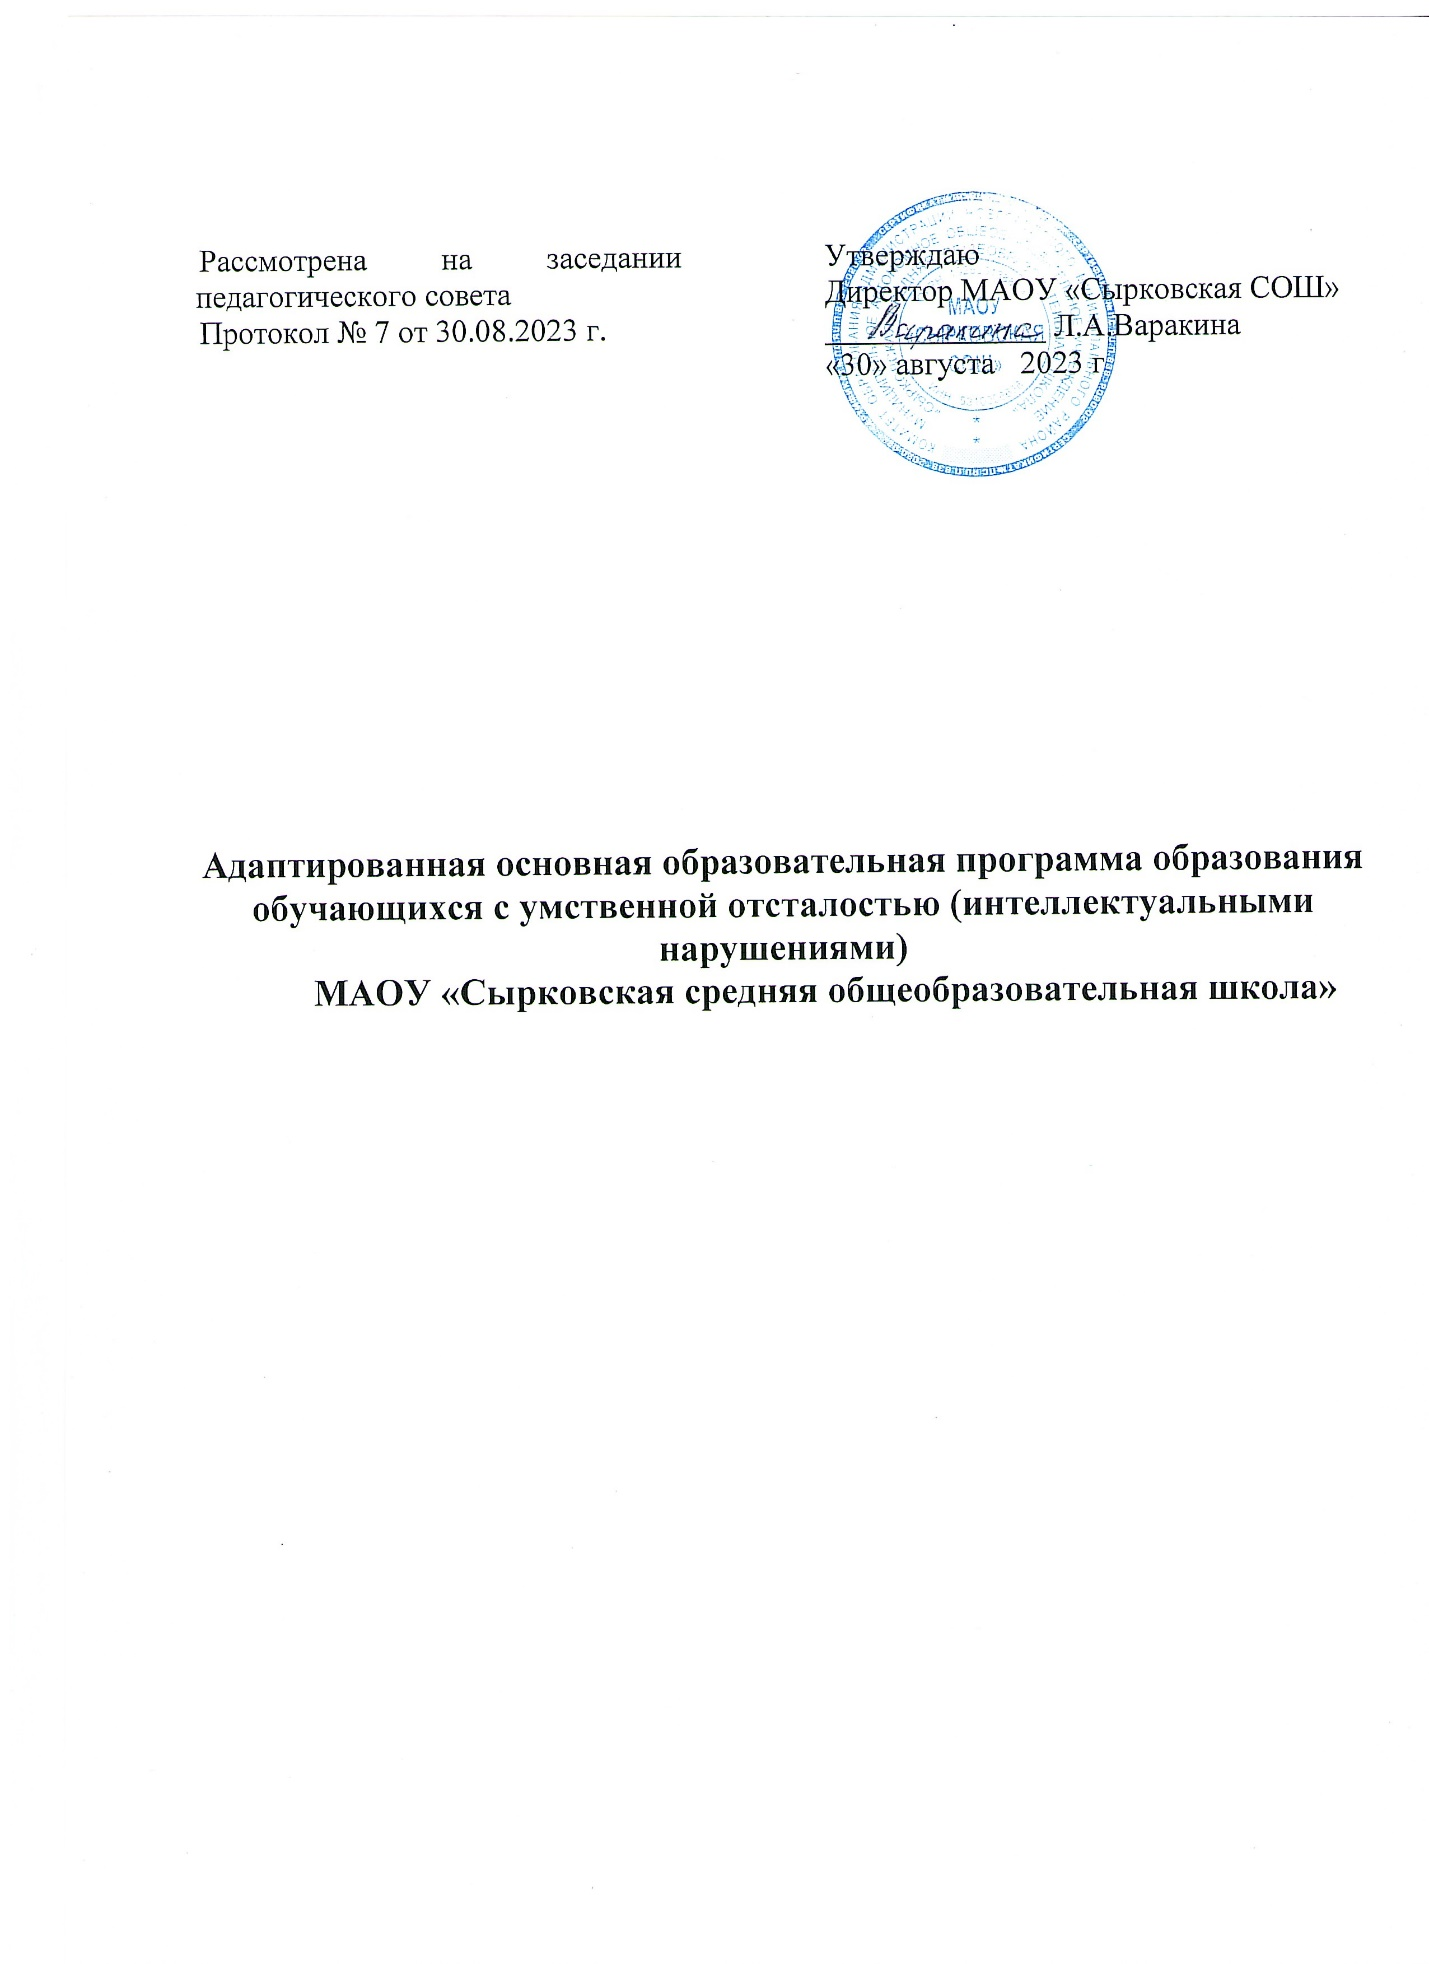 Рассмотрена на заседании
педагогического совета
Протокол № 7 от 30.08.2023 г.
Утверждаю
Директор МАОУ «Сырковская СОШ»
Л.А.Варакина
«30» августа 2023 г
МАОУ
Адаптированная основная образовательная программа образования
обучающихся с умственной отсталостью (интеллектуальными
нарушениями)
МАОУ «Сырковская средняя общеобразовательная школа»